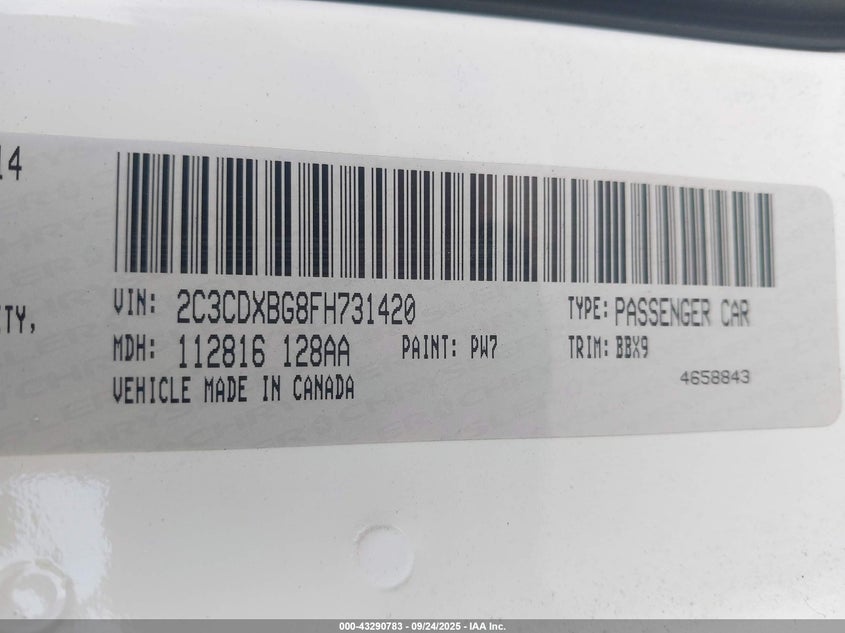 14
ITY,
VIN: 2C3CDXBG8FH731420 TYPE: PASSENGER CAR
MDH: 112816 128AA PAINT: PW7 TRIM: BBX9
VEHICLE MADE IN CANADA 4658843
000-43290783 - 09/24/2025 - IAA Inc.